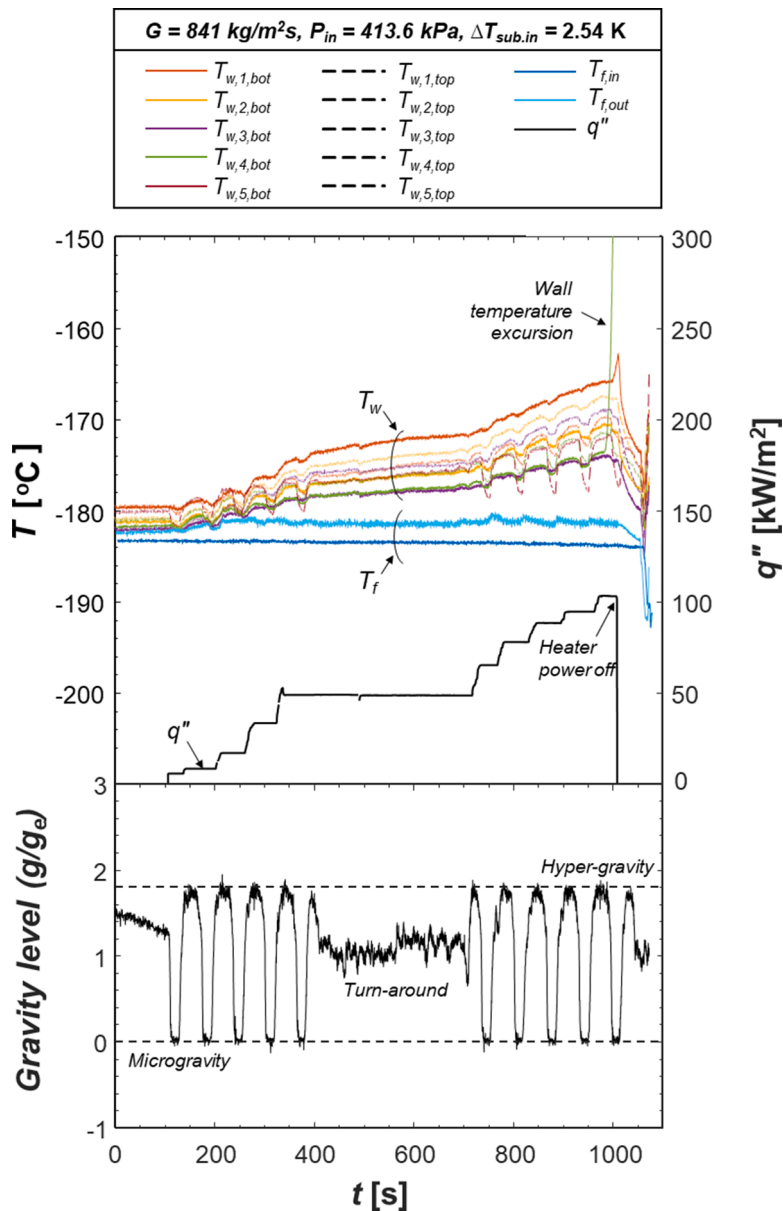 G = 841 kg/m²s, P_in = 413.6 kPa, ΔT_sub.in = 2.54 K
T_w,1,bot T_w,1,top T_f,in
T_w,2,bot T_w,2,top T_f,out
T_w,3,bot T_w,3,top q″
T_w,4,bot T_w,4,top
T_w,5,bot T_w,5,top
-150 300
Wall
temperature
excursion
-160 250
T_w
-170 200
T [°C]
q″ [kW/m²]
-180 150
T_f
-190 100
Heater
power off
-200 50
q″
3 0
Gravity level (g/g_e)
Hyper-gravity
2
1
Turn-around
0
Microgravity
-1
0 200 400 600 800 1000
t [s]